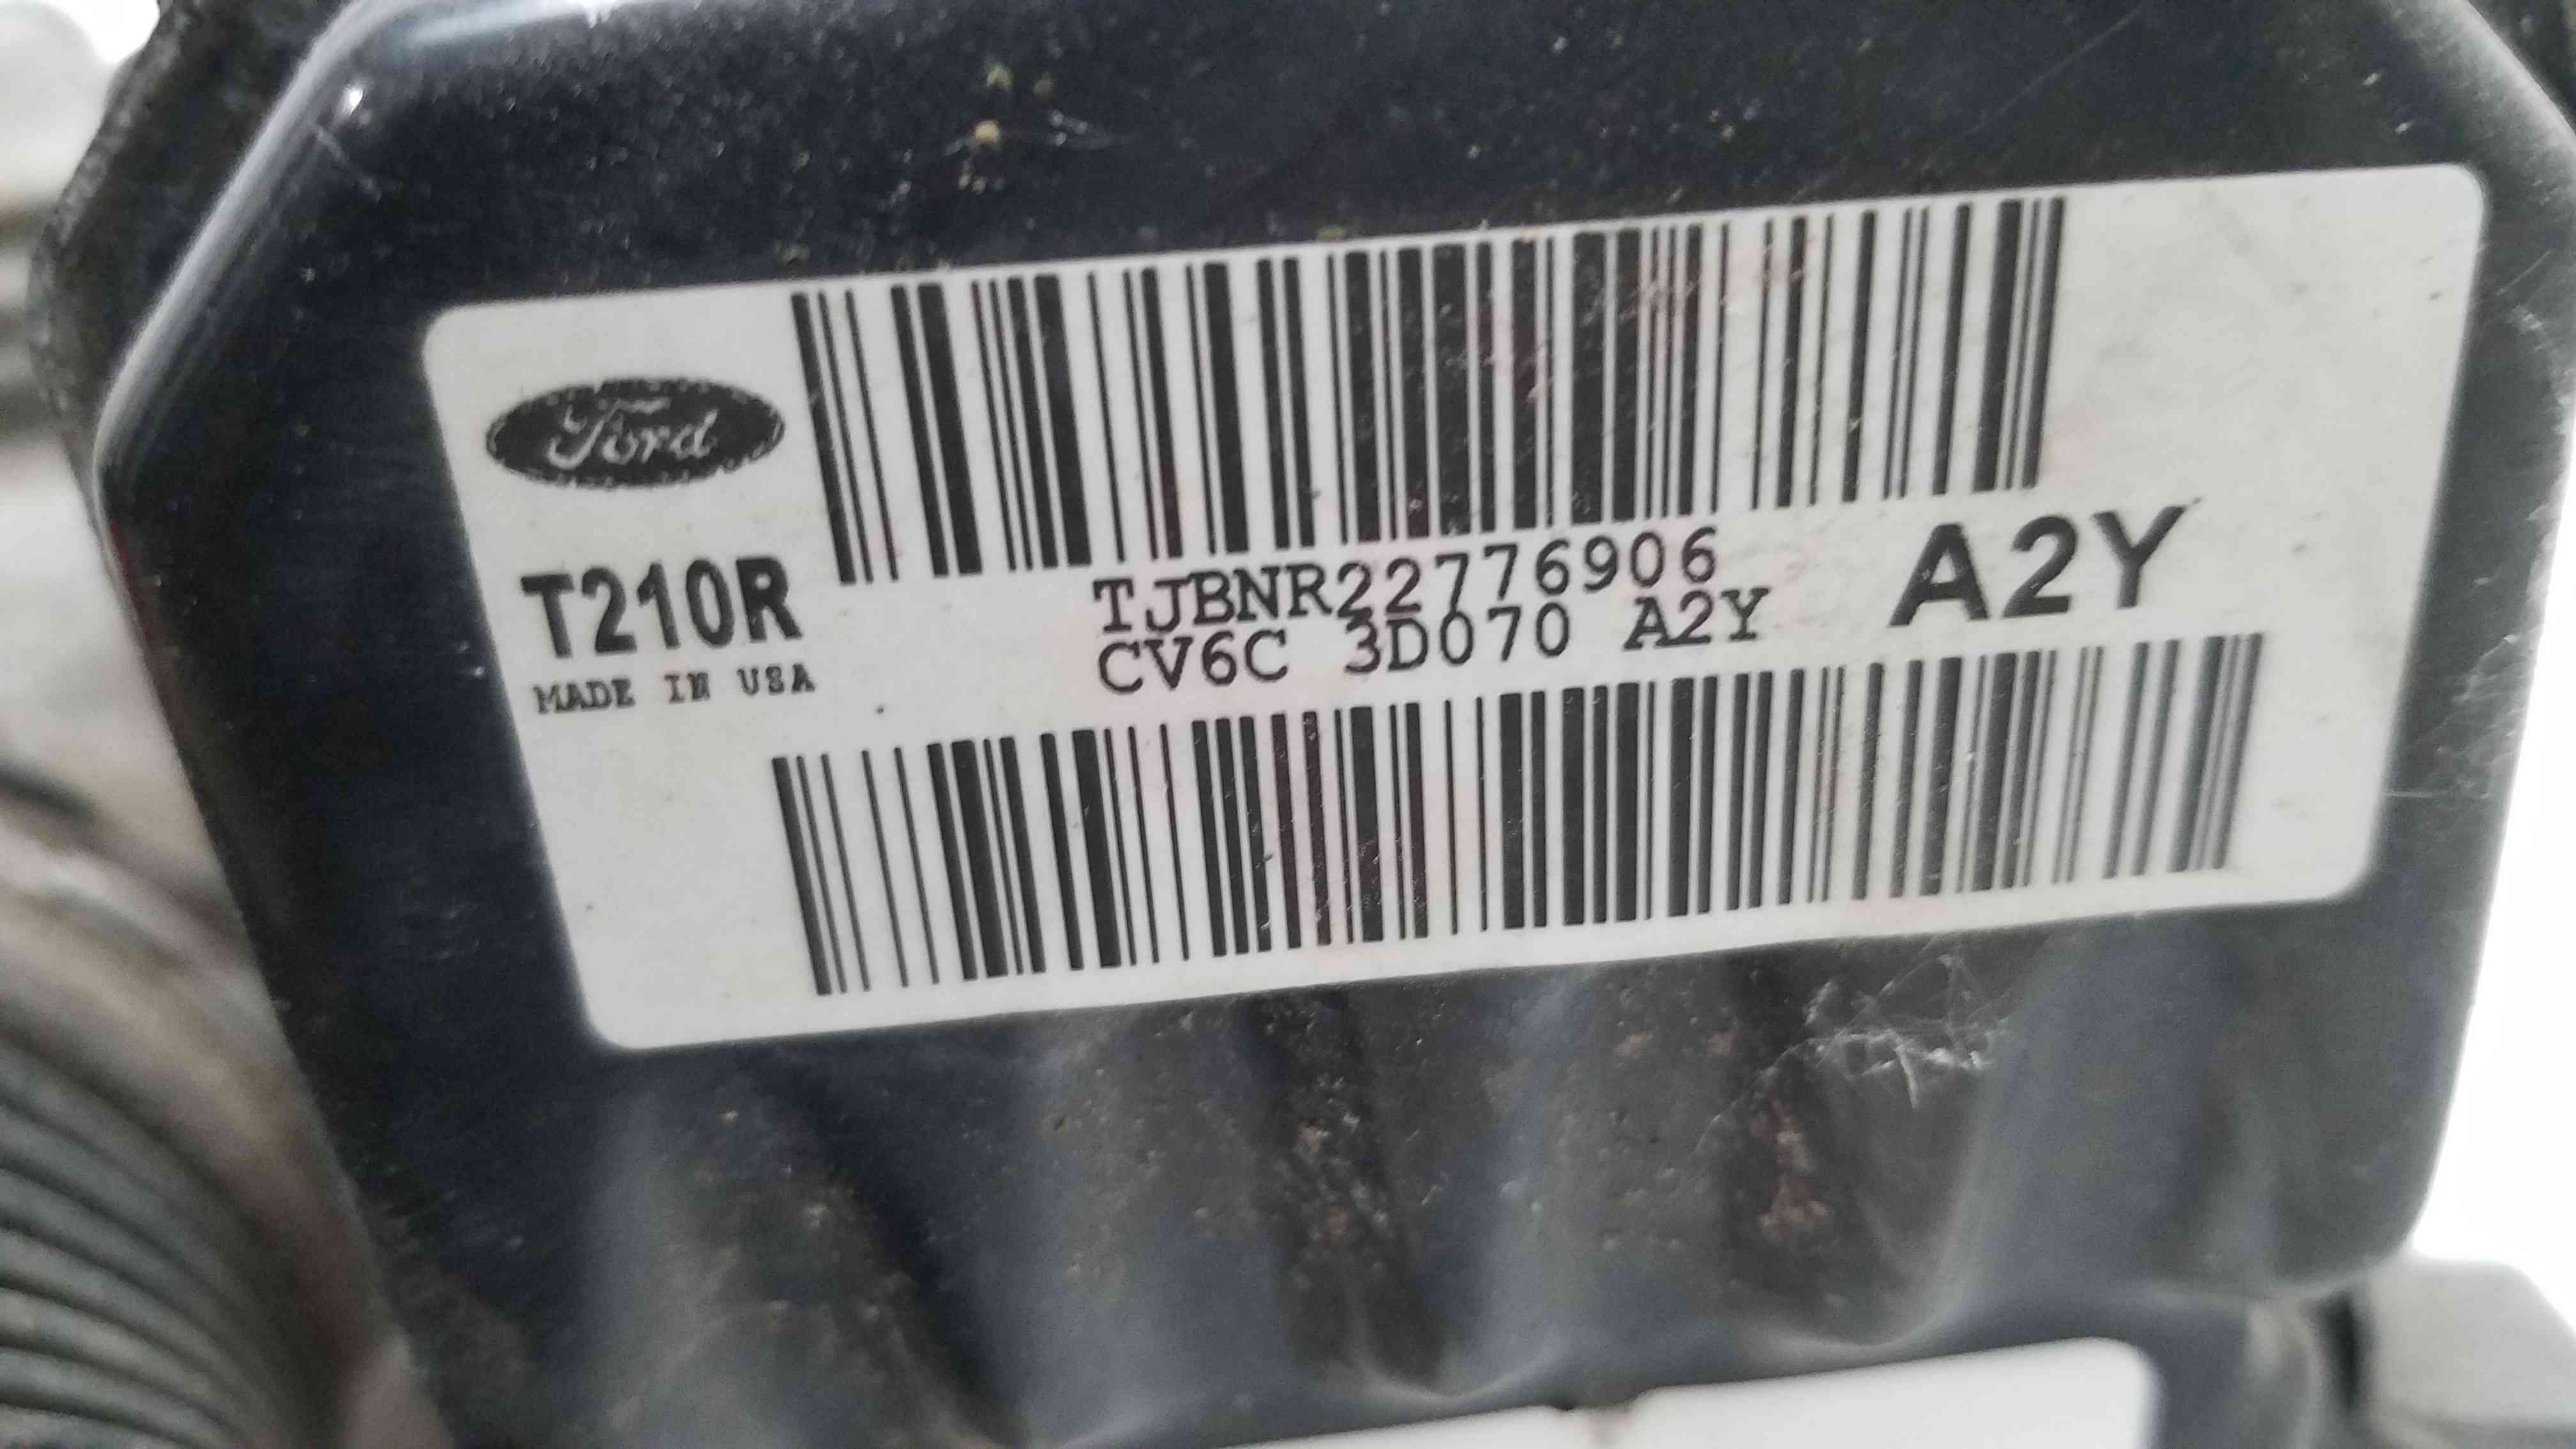 Ford
T210R
MADE IN USA
TJBNR22776906
CV6C 3D070 A2Y
A2Y